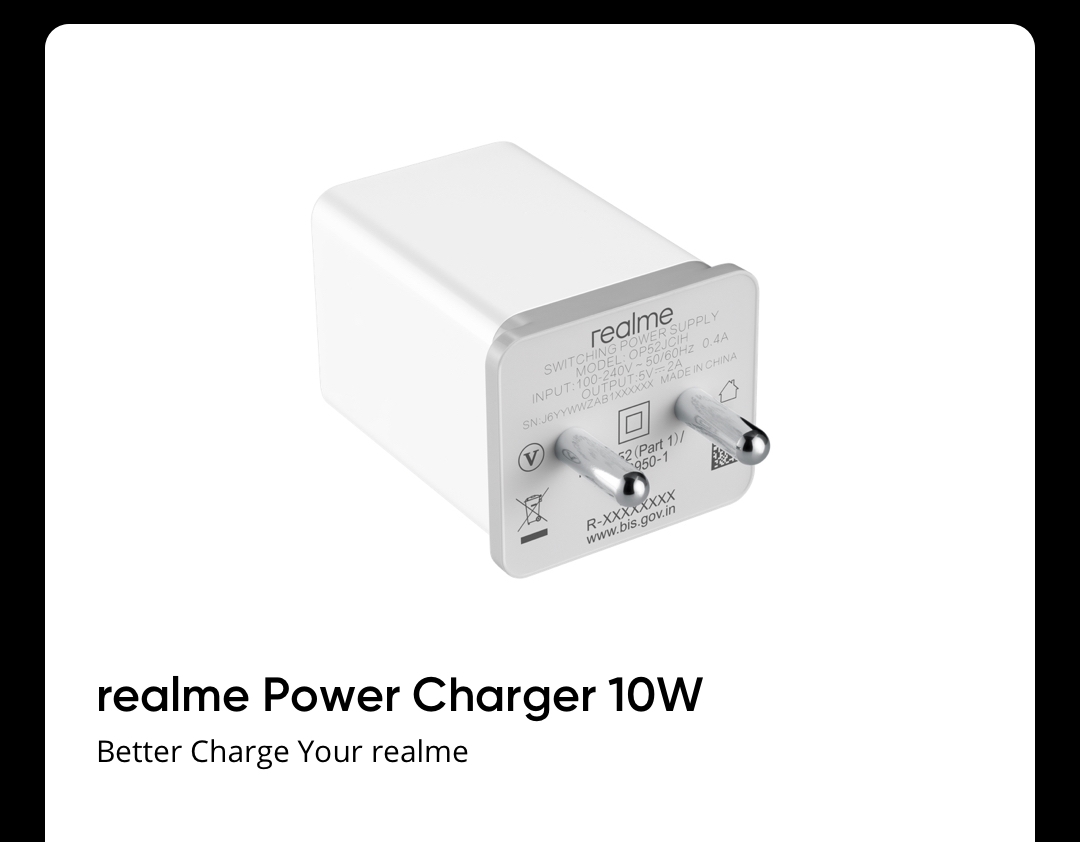 realme
SWITCHING POWER SUPPLY
MODEL: OP52JCIH
INPUT:100-240V ~ 50/60Hz 0.4A
OUTPUT:5V⎓2A
SN:J6YYWWZAB1XXXXXX MADE IN CHINA
V
52 (Part 1)/
950-1
R-XXXXXXXX
www.bis.gov.in
realme Power Charger 10W
Better Charge Your realme